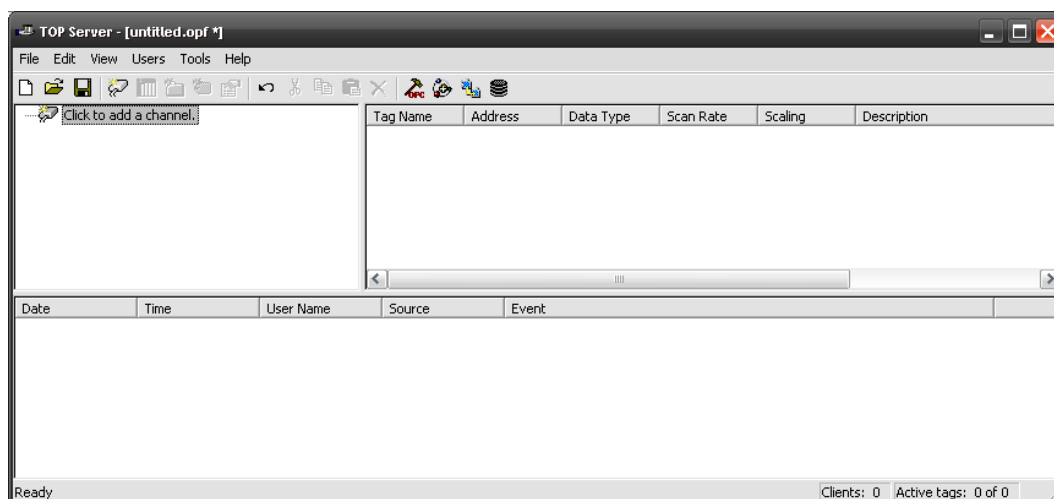 TOP Server - [untitled.opf *]
File Edit View Users Tools Help
OPC
Click to add a channel.
Tag Name Address Data Type Scan Rate Scaling Description
Date Time User Name Source Event
Ready Clients: 0 Active tags: 0 of 0